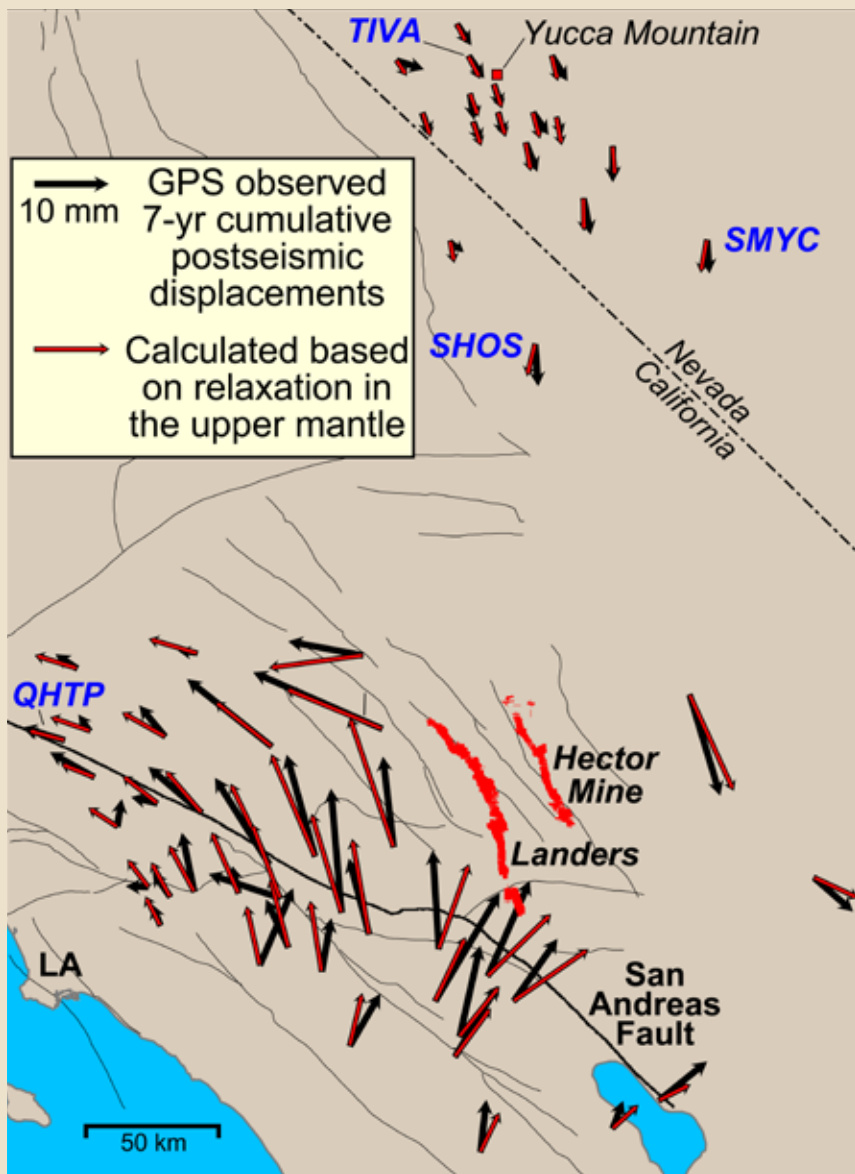 TIVA
Yucca Mountain
10 mm
GPS observed
7-yr cumulative
postseismic
displacements
Calculated based
on relaxation in
the upper mantle
SMYC
SHOS
Nevada
California
QHTP
Hector
Mine
Landers
LA
San
Andreas
Fault
50 km